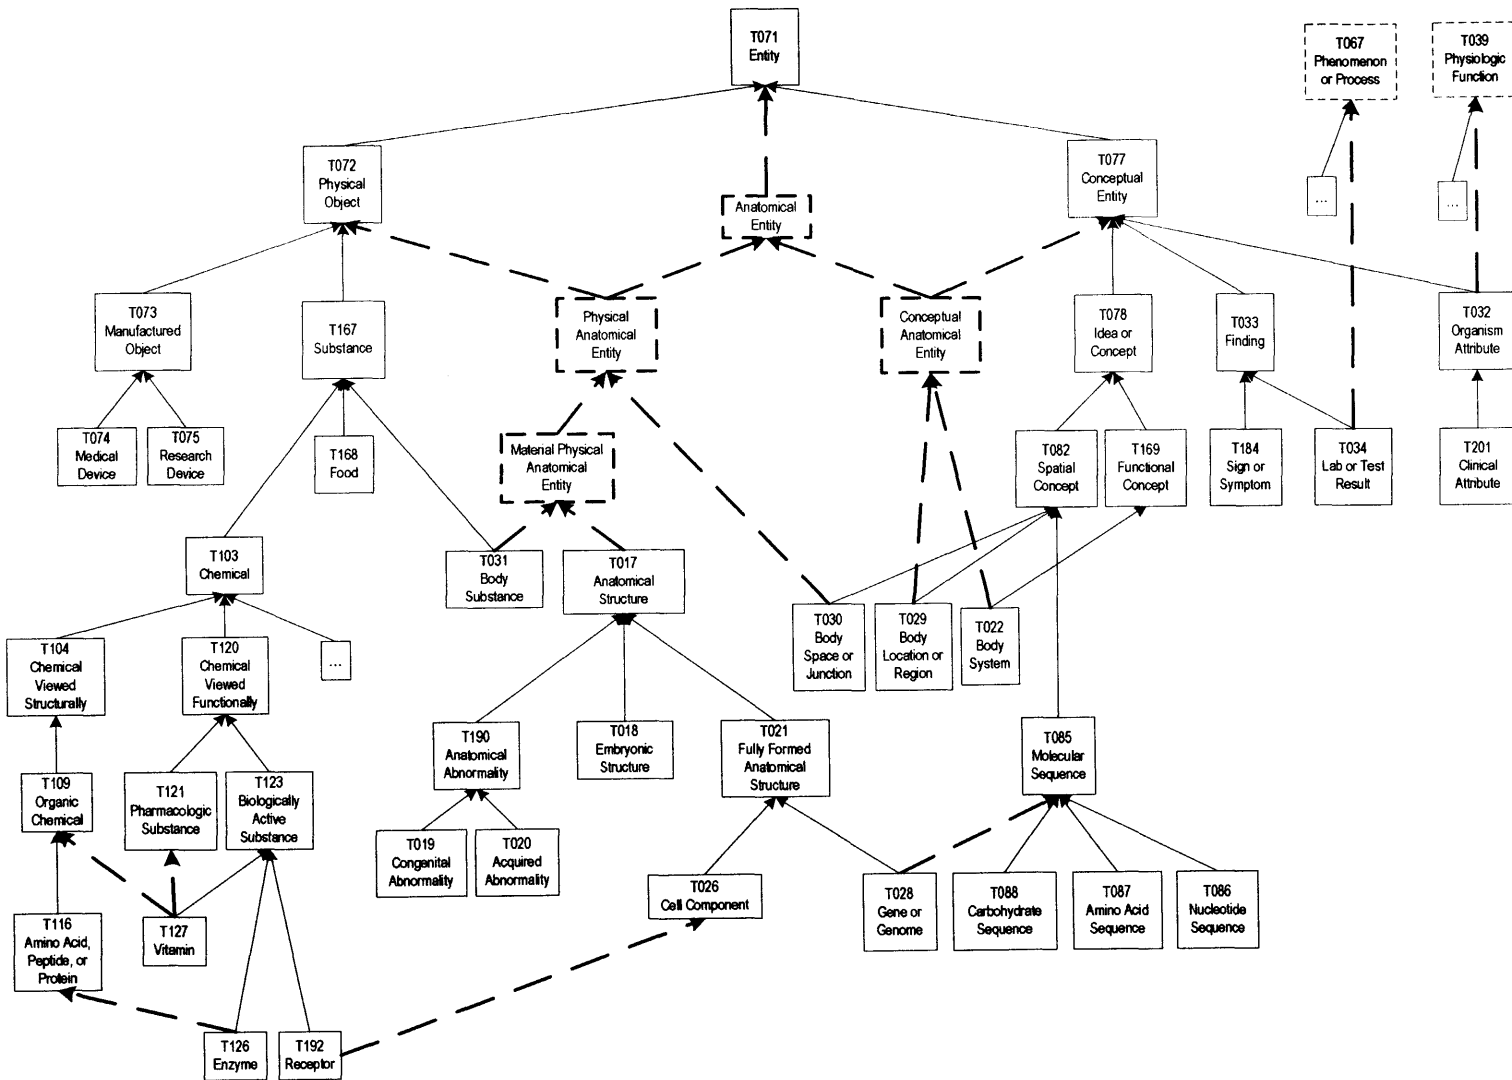 T071
Entity
T067
Phenomenon
or Process
T039
Physiologic
Function
T072
Physical
Object
T077
Conceptual
Entity
...
...
Anatomical
Entity
T073
Manufactured
Object
T167
Substance
Physical
Anatomical
Entity
Conceptual
Anatomical
Entity
T078
Idea or
Concept
T033
Finding
T032
Organism
Attribute
T074
Medical
Device
T075
Research
Device
T168
Food
Material Physical
Anatomical
Entity
T082
Spatial
Concept
T169
Functional
Concept
T184
Sign or
Symptom
T034
Lab or Test
Result
T201
Clinical
Attribute
T103
Chemical
T031
Body
Substance
T017
Anatomical
Structure
T030
Body
Space or
Junction
T029
Body
Location or
Region
T022
Body
System
T104
Chemical
Viewed
Structurally
T120
Chemical
Viewed
Functionally
...
T190
Anatomical
Abnormality
T018
Embryonic
Structure
T021
Fully Formed
Anatomical
Structure
T085
Molecular
Sequence
T109
Organic
Chemical
T121
Pharmacologic
Substance
T123
Biologically
Active
Substance
T019
Congenital
Abnormality
T020
Acquired
Abnormality
T026
Cell Component
T028
Gene or
Genome
T088
Carbohydrate
Sequence
T087
Amino Acid
Sequence
T086
Nucleotide
Sequence
T116
Amino Acid,
Peptide, or
Protein
T127
Vitamin
T126
Enzyme
T192
Receptor